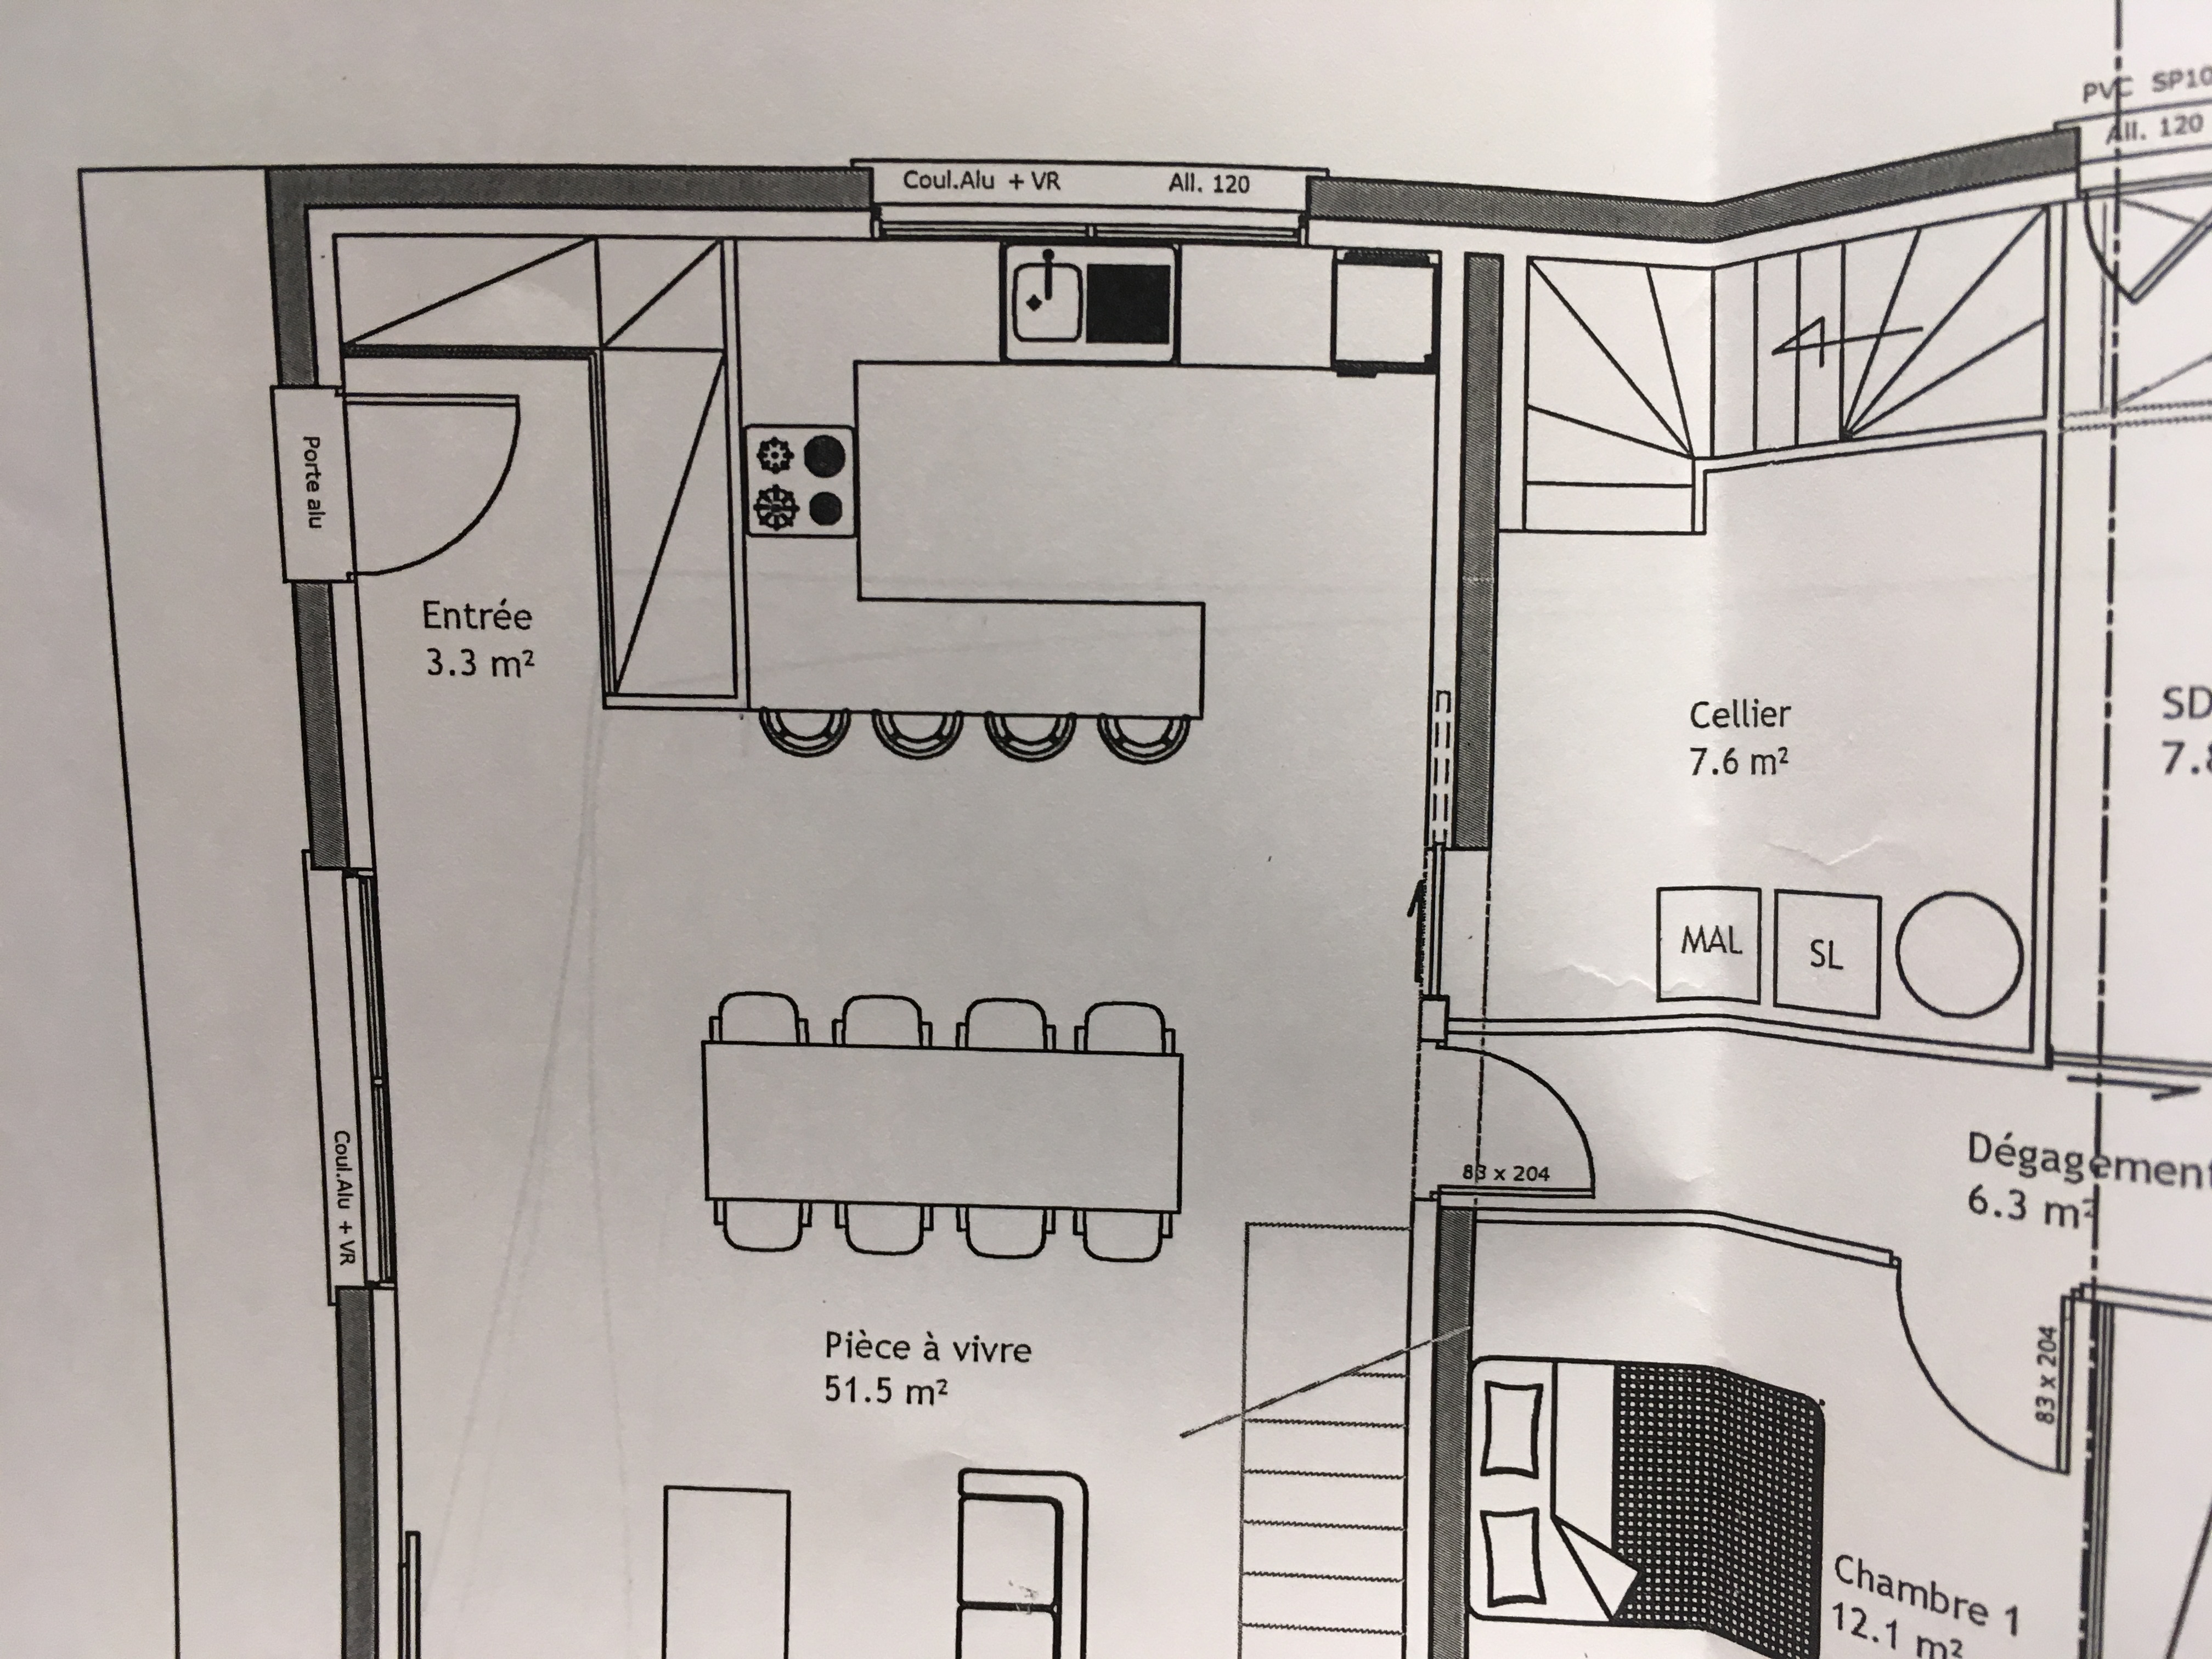 PVC SP10
All. 120
Coul.Alu + VR All. 120
Porte alu
Entrée
3.3 m²
Cellier
7.6 m²
SD
7.8
MAL
SL
Coul.Alu + VR
83 x 204
Dégagement
6.3 m²
Pièce à vivre
51.5 m²
83 x 204
Chambre 1
12.1 m²